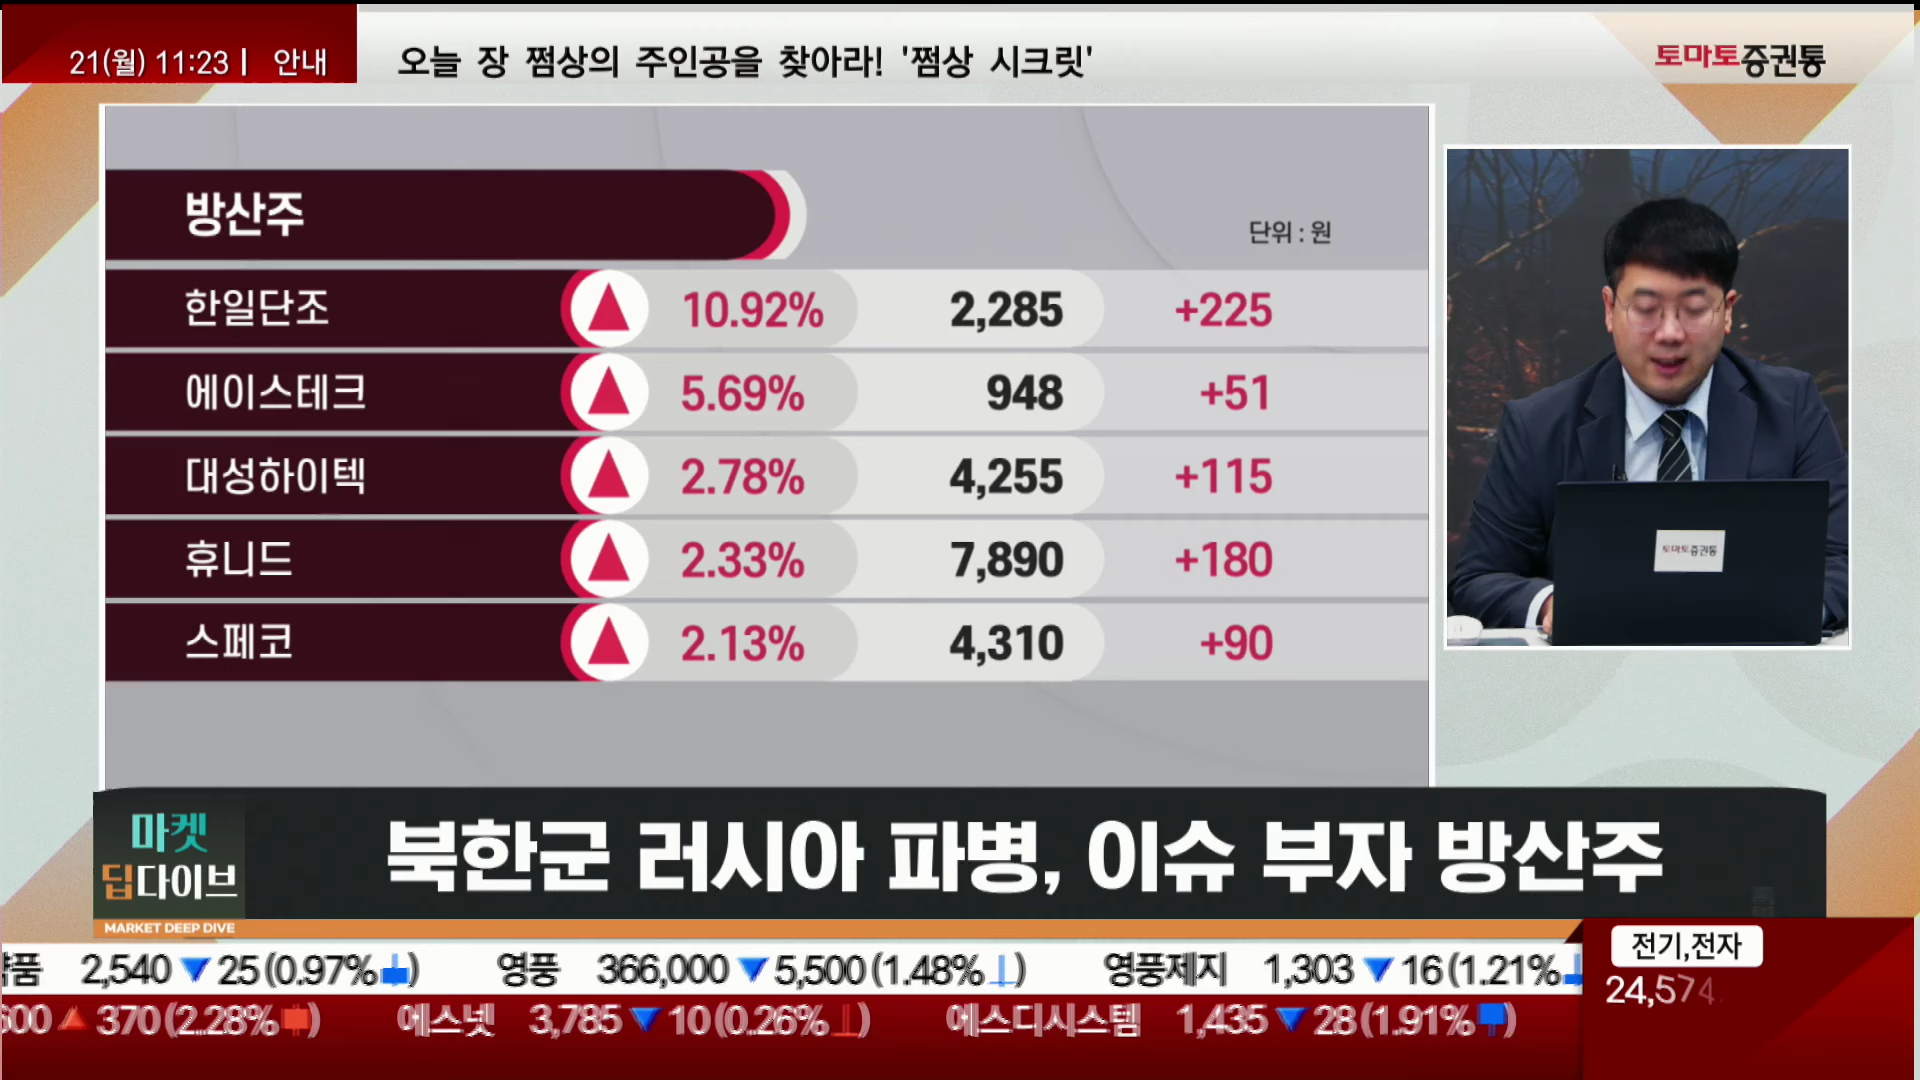 21(월) 11:23 | 안내
오늘 장 쩜상의 주인공을 찾아라! '쩜상 시크릿'
토마토증권통
방산주
단위 : 원
한일단조 ▲ 10.92% 2,285 +225
에이스테크 ▲ 5.69% 948 +51
대성하이텍 ▲ 2.78% 4,255 +115
휴니드 ▲ 2.33% 7,890 +180
스페코 ▲ 2.13% 4,310 +90
토마토증권통
마켓
딥다이브
MARKET DEEP DIVE
북한군 러시아 파병, 이슈 부자 방산주
2,540 ▼ 25 (0.97%) 영풍 366,000 ▼ 5,500 (1.48%) 영풍제지 1,303 ▼ 16 (1.21%
▲ 370 (2.28%) 에스넷 3,785 ▼ 10 (0.26%) 에스디시스템 1,435 ▼ 28 (1.91%)
전기,전자
24,574